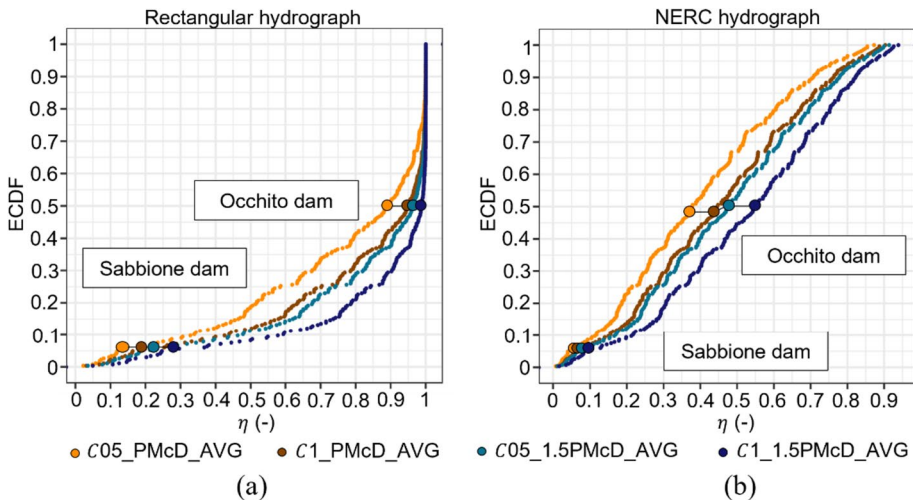 Rectangular hydrograph
(a)
1
0.9
0.8
0.7
0.6
0.5
0.4
0.3
0.2
0.1
0
ECDF
Occhito dam
Sabbione dam
0 0.1 0.2 0.3 0.4 0.5 0.6 0.7 0.8 0.9 1
η (-)
NERC hydrograph
(b)
1
0.9
0.8
0.7
0.6
0.5
0.4
0.3
0.2
0.1
0
ECDF
Occhito dam
Sabbione dam
0 0.1 0.2 0.3 0.4 0.5 0.6 0.7 0.8 0.9 1
η (-)
C05_PMcD_AVG C1_PMcD_AVG C05_1.5PMcD_AVG C1_1.5PMcD_AVG
(a) (b)